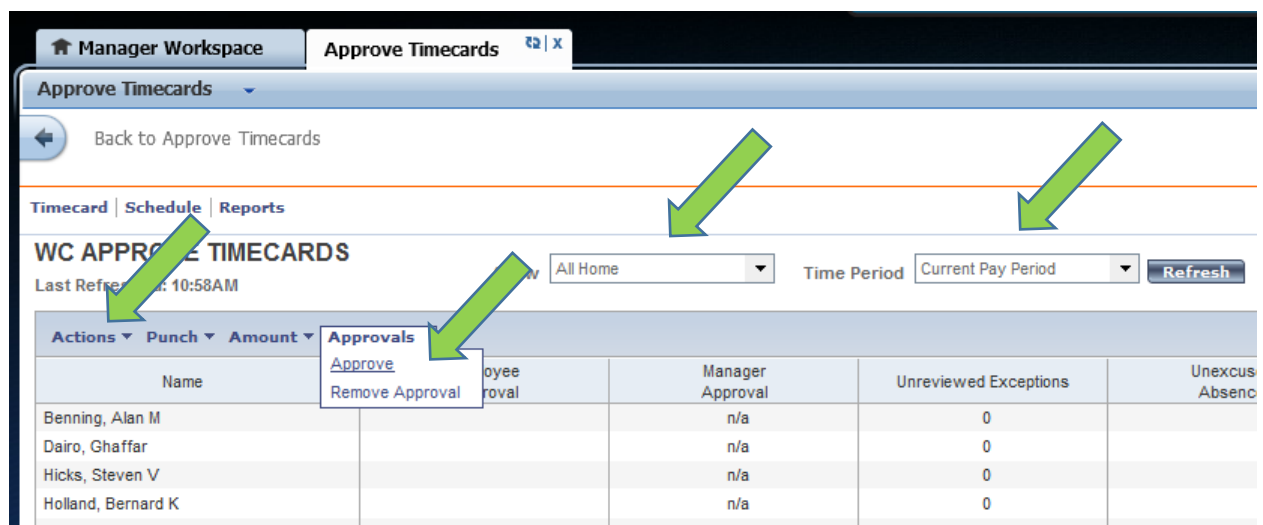 Manager Workspace
Approve Timecards x
Approve Timecards
Back to Approve Timecards
Timecard | Schedule | Reports
WC APPR E TIMECARDS
Last Refre d: 10:58AM
w All Home Time Period Current Pay Period Refresh
Actions Punch Amount Approvals
Approve
Remove Approval
Name oyee roval Manager Approval Unreviewed Exceptions Unexcus Absenc
Benning, Alan M n/a 0
Dairo, Ghaffar n/a 0
Hicks, Steven V n/a 0
Holland, Bernard K n/a 0